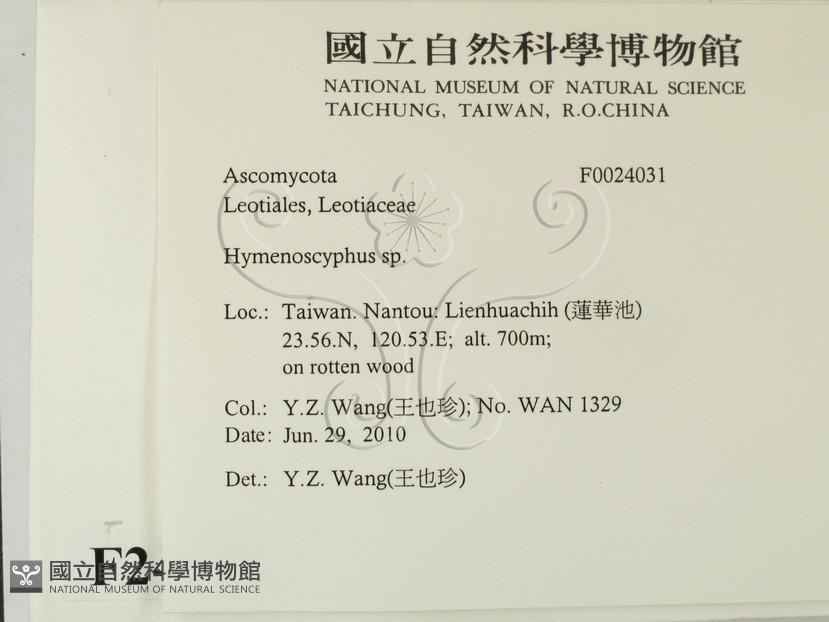 國立自然科學博物館
NATIONAL MUSEUM OF NATURAL SCIENCE
TAICHUNG, TAIWAN, R.O.CHINA
Ascomycota F0024031
Leotiales, Leotiaceae
Hymenoscyphus sp.
Loc.: Taiwan. Nantou: Lienhuachih (蓮華池)
23.56.N, 120.53.E; alt. 700m;
on rotten wood
Col.: Y.Z. Wang(王也珍); No. WAN 1329
Date: Jun. 29, 2010
Det.: Y.Z. Wang(王也珍)
F2
國立自然科學博物館
NATIONAL MUSEUM OF NATURAL SCIENCE